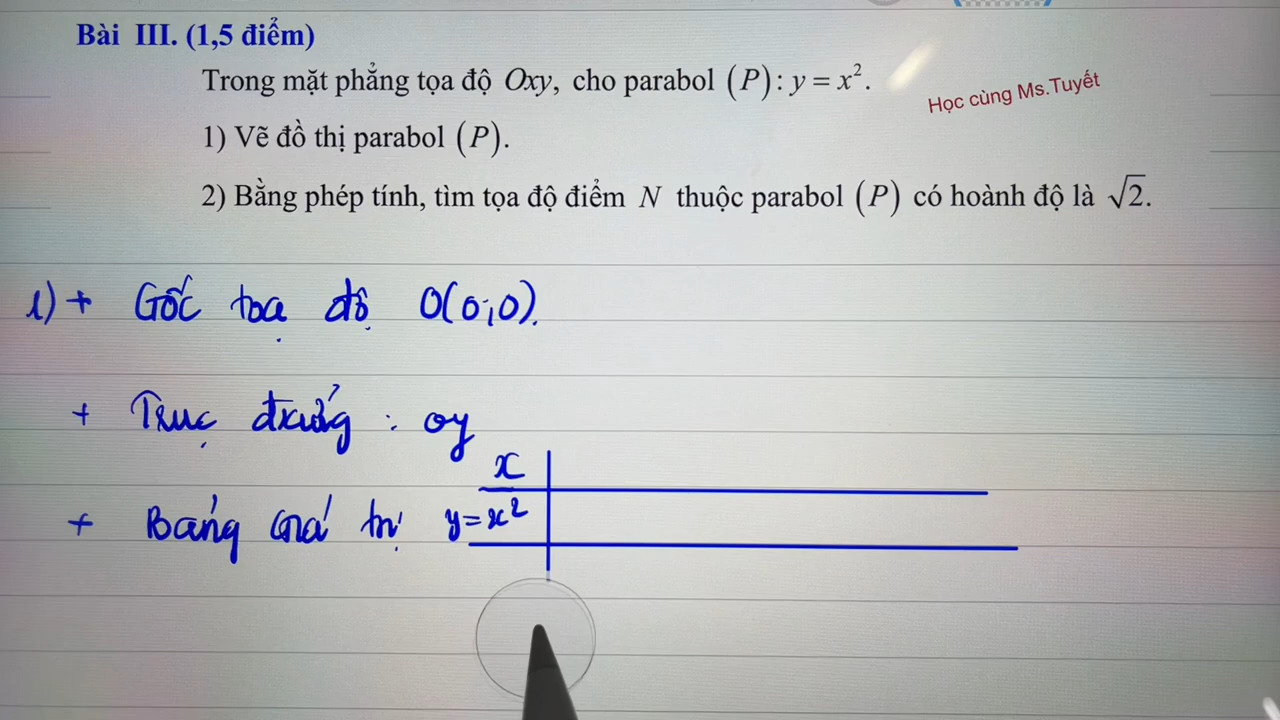 Bài III. (1,5 điểm)
Trong mặt phẳng tọa độ Oxy, cho parabol (P): y = x².
Học cùng Ms.Tuyết
1) Vẽ đồ thị parabol (P).
2) Bằng phép tính, tìm tọa độ điểm N thuộc parabol (P) có hoành độ là √2.
1) + Gốc tọa độ O(0;0).
+ Trục đxứng : oy
x
+ Bảng giá trị y=x²